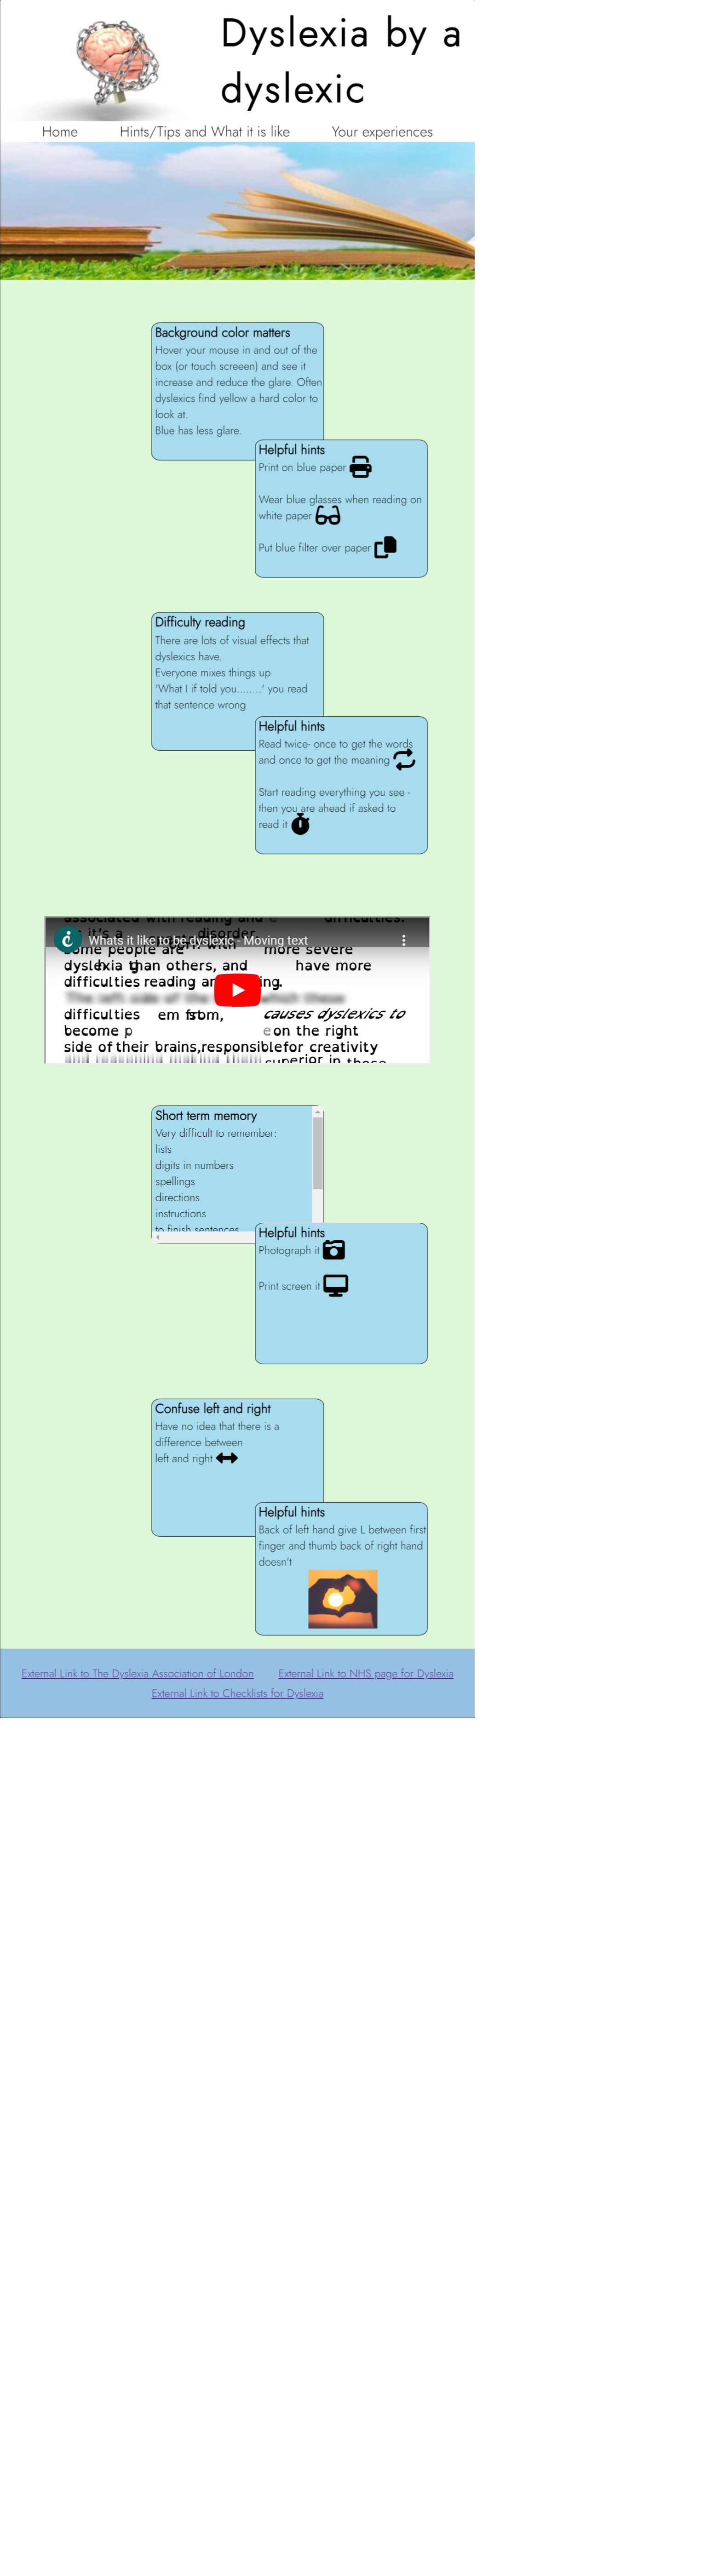 Dyslexia by a
dyslexic
Home Hints/Tips and What it is like Your experiences
Background color matters
Hover your mouse in and out of the
box (or touch screeen) and see it
increase and reduce the glare. Often
dyslexics find yellow a hard color to
look at.
Blue has less glare.
Helpful hints
Print on blue paper
Wear blue glasses when reading on
white paper
Put blue filter over paper
Difficulty reading
There are lots of visual effects that
dyslexics have.
Everyone mixes things up
'What I if told you........' you read
that sentence wrong
Helpful hints
Read twice- once to get the words
and once to get the meaning
Start reading everything you see -
then you are ahead if asked to
read it
associated with reading and difficulties.
it's a disorder
Whats it like to be dyslexic - Moving text
some people are more severe
dyslexia than others, and have more
difficulties reading
difficulties causes dyslexics to
become on the right
side of their brains, responsible for creativity
Short term memory
Very difficult to remember:
lists
digits in numbers
spellings
directions
instructions
to finish sentences
Helpful hints
Photograph it
Print screen it
Confuse left and right
Have no idea that there is a
difference between
left and right
Helpful hints
Back of left hand give L between first
finger and thumb back of right hand
doesn't
External Link to The Dyslexia Association of London External Link to NHS page for Dyslexia
External Link to Checklists for Dyslexia